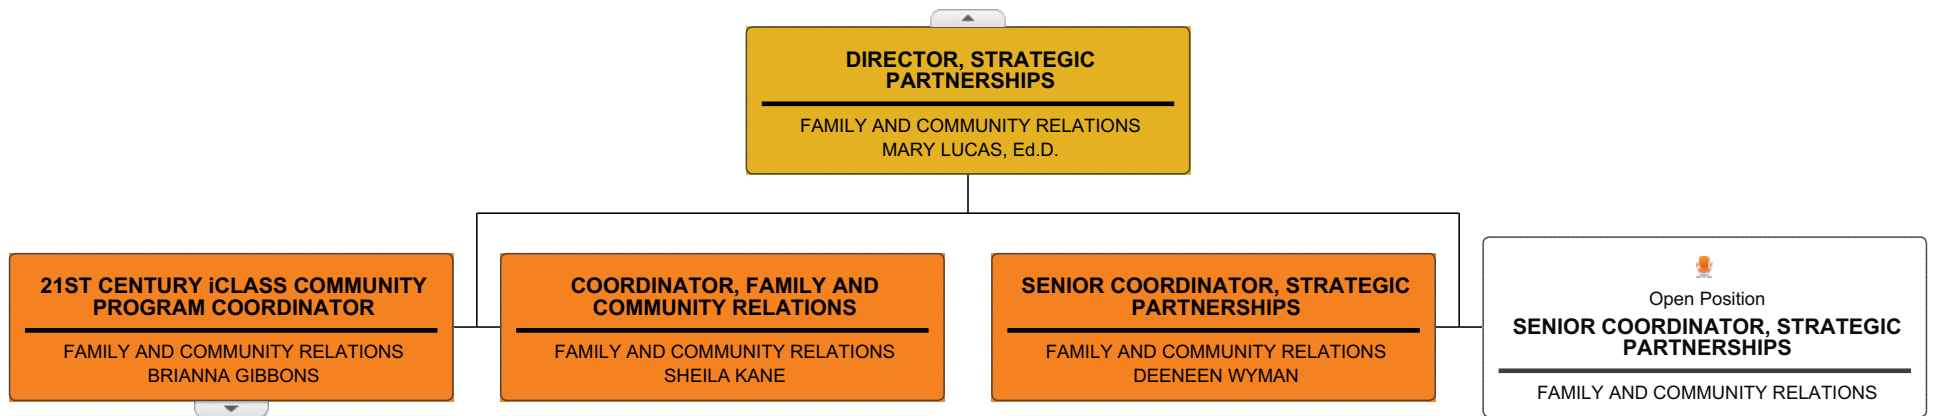 DIRECTOR, STRATEGIC
PARTNERSHIPS
FAMILY AND COMMUNITY RELATIONS
MARY LUCAS, Ed.D.
21ST CENTURY iCLASS COMMUNITY
PROGRAM COORDINATOR
FAMILY AND COMMUNITY RELATIONS
BRIANNA GIBBONS
COORDINATOR, FAMILY AND
COMMUNITY RELATIONS
FAMILY AND COMMUNITY RELATIONS
SHEILA KANE
SENIOR COORDINATOR, STRATEGIC
PARTNERSHIPS
FAMILY AND COMMUNITY RELATIONS
DEENEEN WYMAN
Open Position
SENIOR COORDINATOR, STRATEGIC
PARTNERSHIPS
FAMILY AND COMMUNITY RELATIONS